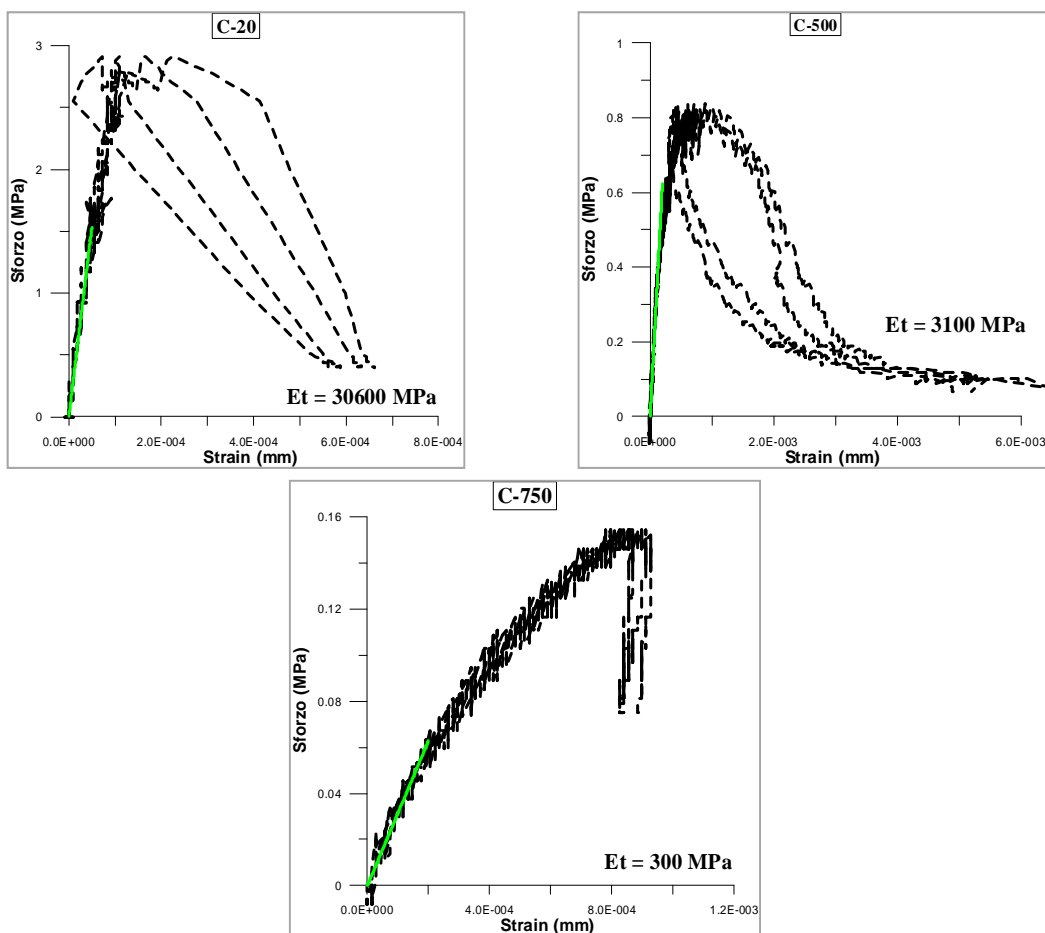 C-20
3
2
1
0
Sforzo (MPa)
Et = 30600 MPa
0.0E+000 2.0E-004 4.0E-004 6.0E-004 8.0E-004
Strain (mm)
C-500
1
0.8
0.6
0.4
0.2
0
Sforzo (MPa)
Et = 3100 MPa
0.0E+000 2.0E-003 4.0E-003 6.0E-003
Strain (mm)
C-750
0.16
0.12
0.08
0.04
0
Sforzo (MPa)
Et = 300 MPa
0.0E+000 4.0E-004 8.0E-004 1.2E-003
Strain (mm)